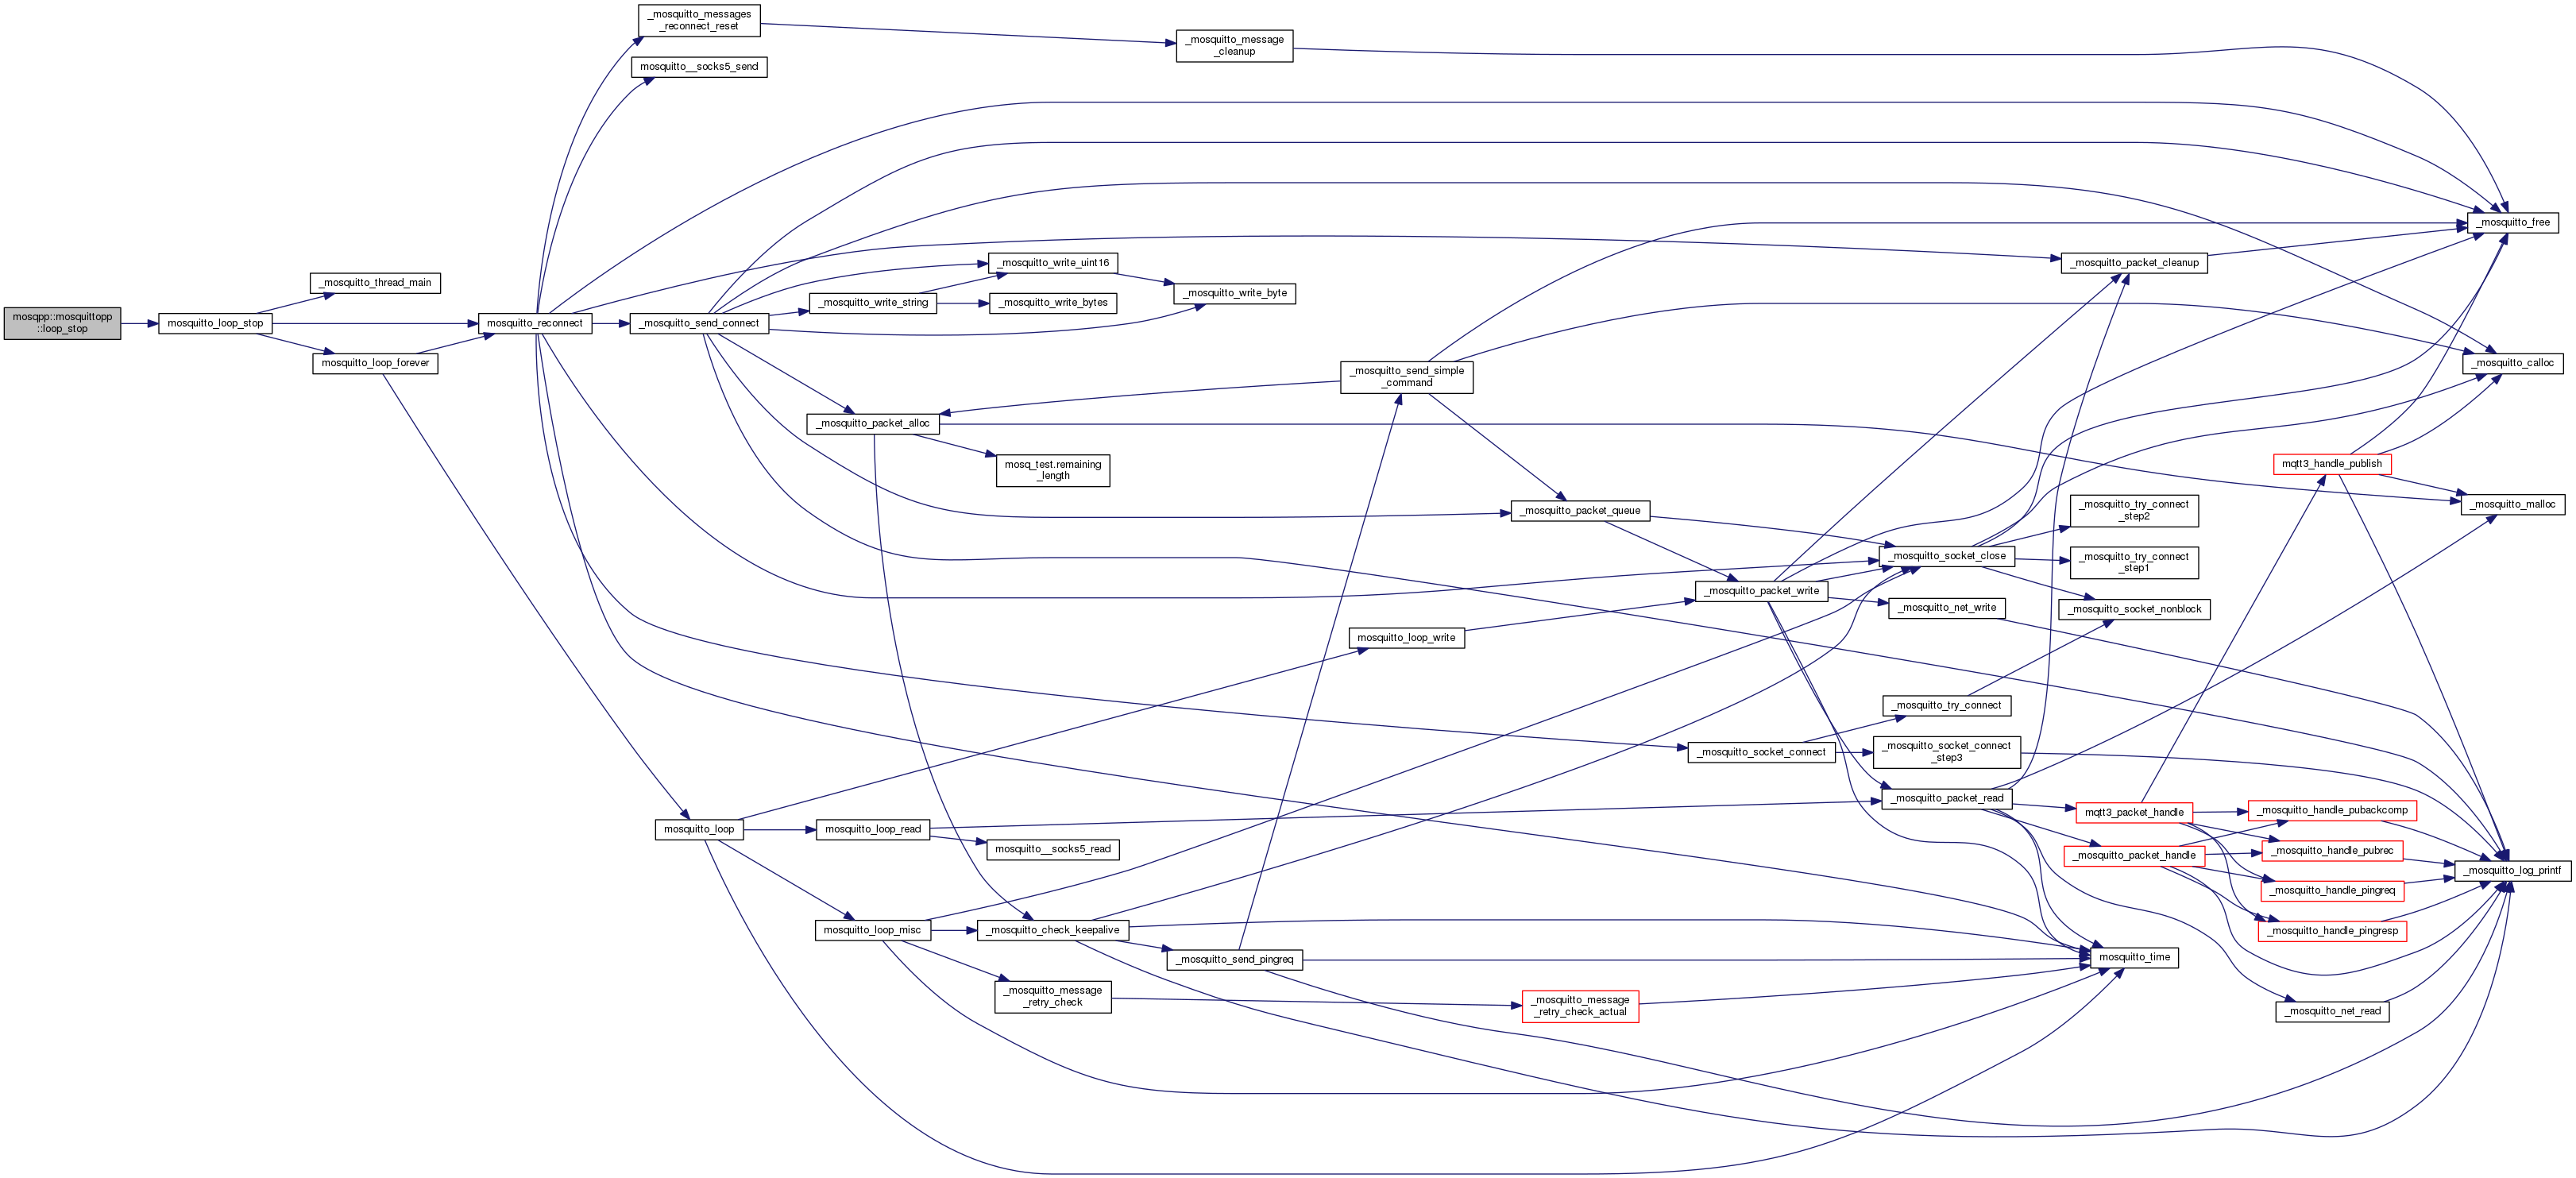 _mosquitto_messages
_reconnect_reset
_mosquitto_message
_cleanup
mosquitto__socks5_send
_mosquitto_free
_mosquitto_write_uint16
_mosquitto_packet_cleanup
_mosquitto_thread_main
_mosquitto_write_string
_mosquitto_write_bytes
_mosquitto_write_byte
mosqpp::mosquittopp
::loop_stop
mosquitto_loop_stop
mosquitto_reconnect
_mosquitto_send_connect
mosquitto_loop_forever
_mosquitto_send_simple
_command
_mosquitto_calloc
_mosquitto_packet_alloc
mosq_test.remaining
_length
mqtt3_handle_publish
_mosquitto_packet_queue
_mosquitto_try_connect
_step2
_mosquitto_malloc
_mosquitto_socket_close
_mosquitto_try_connect
_step1
_mosquitto_packet_write
_mosquitto_net_write
_mosquitto_socket_nonblock
mosquitto_loop_write
_mosquitto_try_connect
_mosquitto_socket_connect
_mosquitto_socket_connect
_step3
_mosquitto_packet_read
mqtt3_packet_handle
_mosquitto_handle_pubackcomp
mosquitto_loop
mosquitto_loop_read
mosquitto__socks5_read
_mosquitto_packet_handle
_mosquitto_handle_pubrec
_mosquitto_log_printf
_mosquitto_handle_pingreq
mosquitto_loop_misc
_mosquitto_check_keepalive
_mosquitto_handle_pingresp
_mosquitto_send_pingreq
mosquitto_time
_mosquitto_message
_retry_check
_mosquitto_message
_retry_check_actual
_mosquitto_net_read